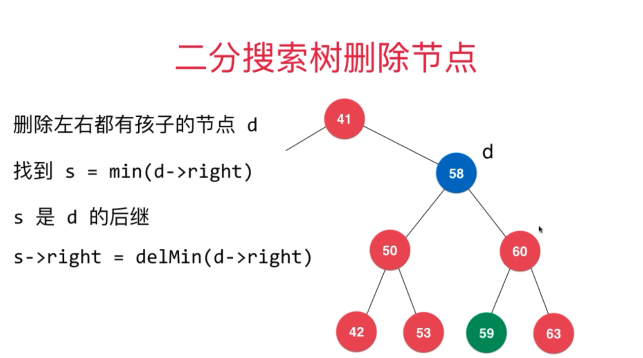 二分搜索树删除节点
删除左右都有孩子的节点 d
找到 s = min(d->right)
s 是 d 的后继
s->right = delMin(d->right)
41
d
58
50
60
42
53
59
63